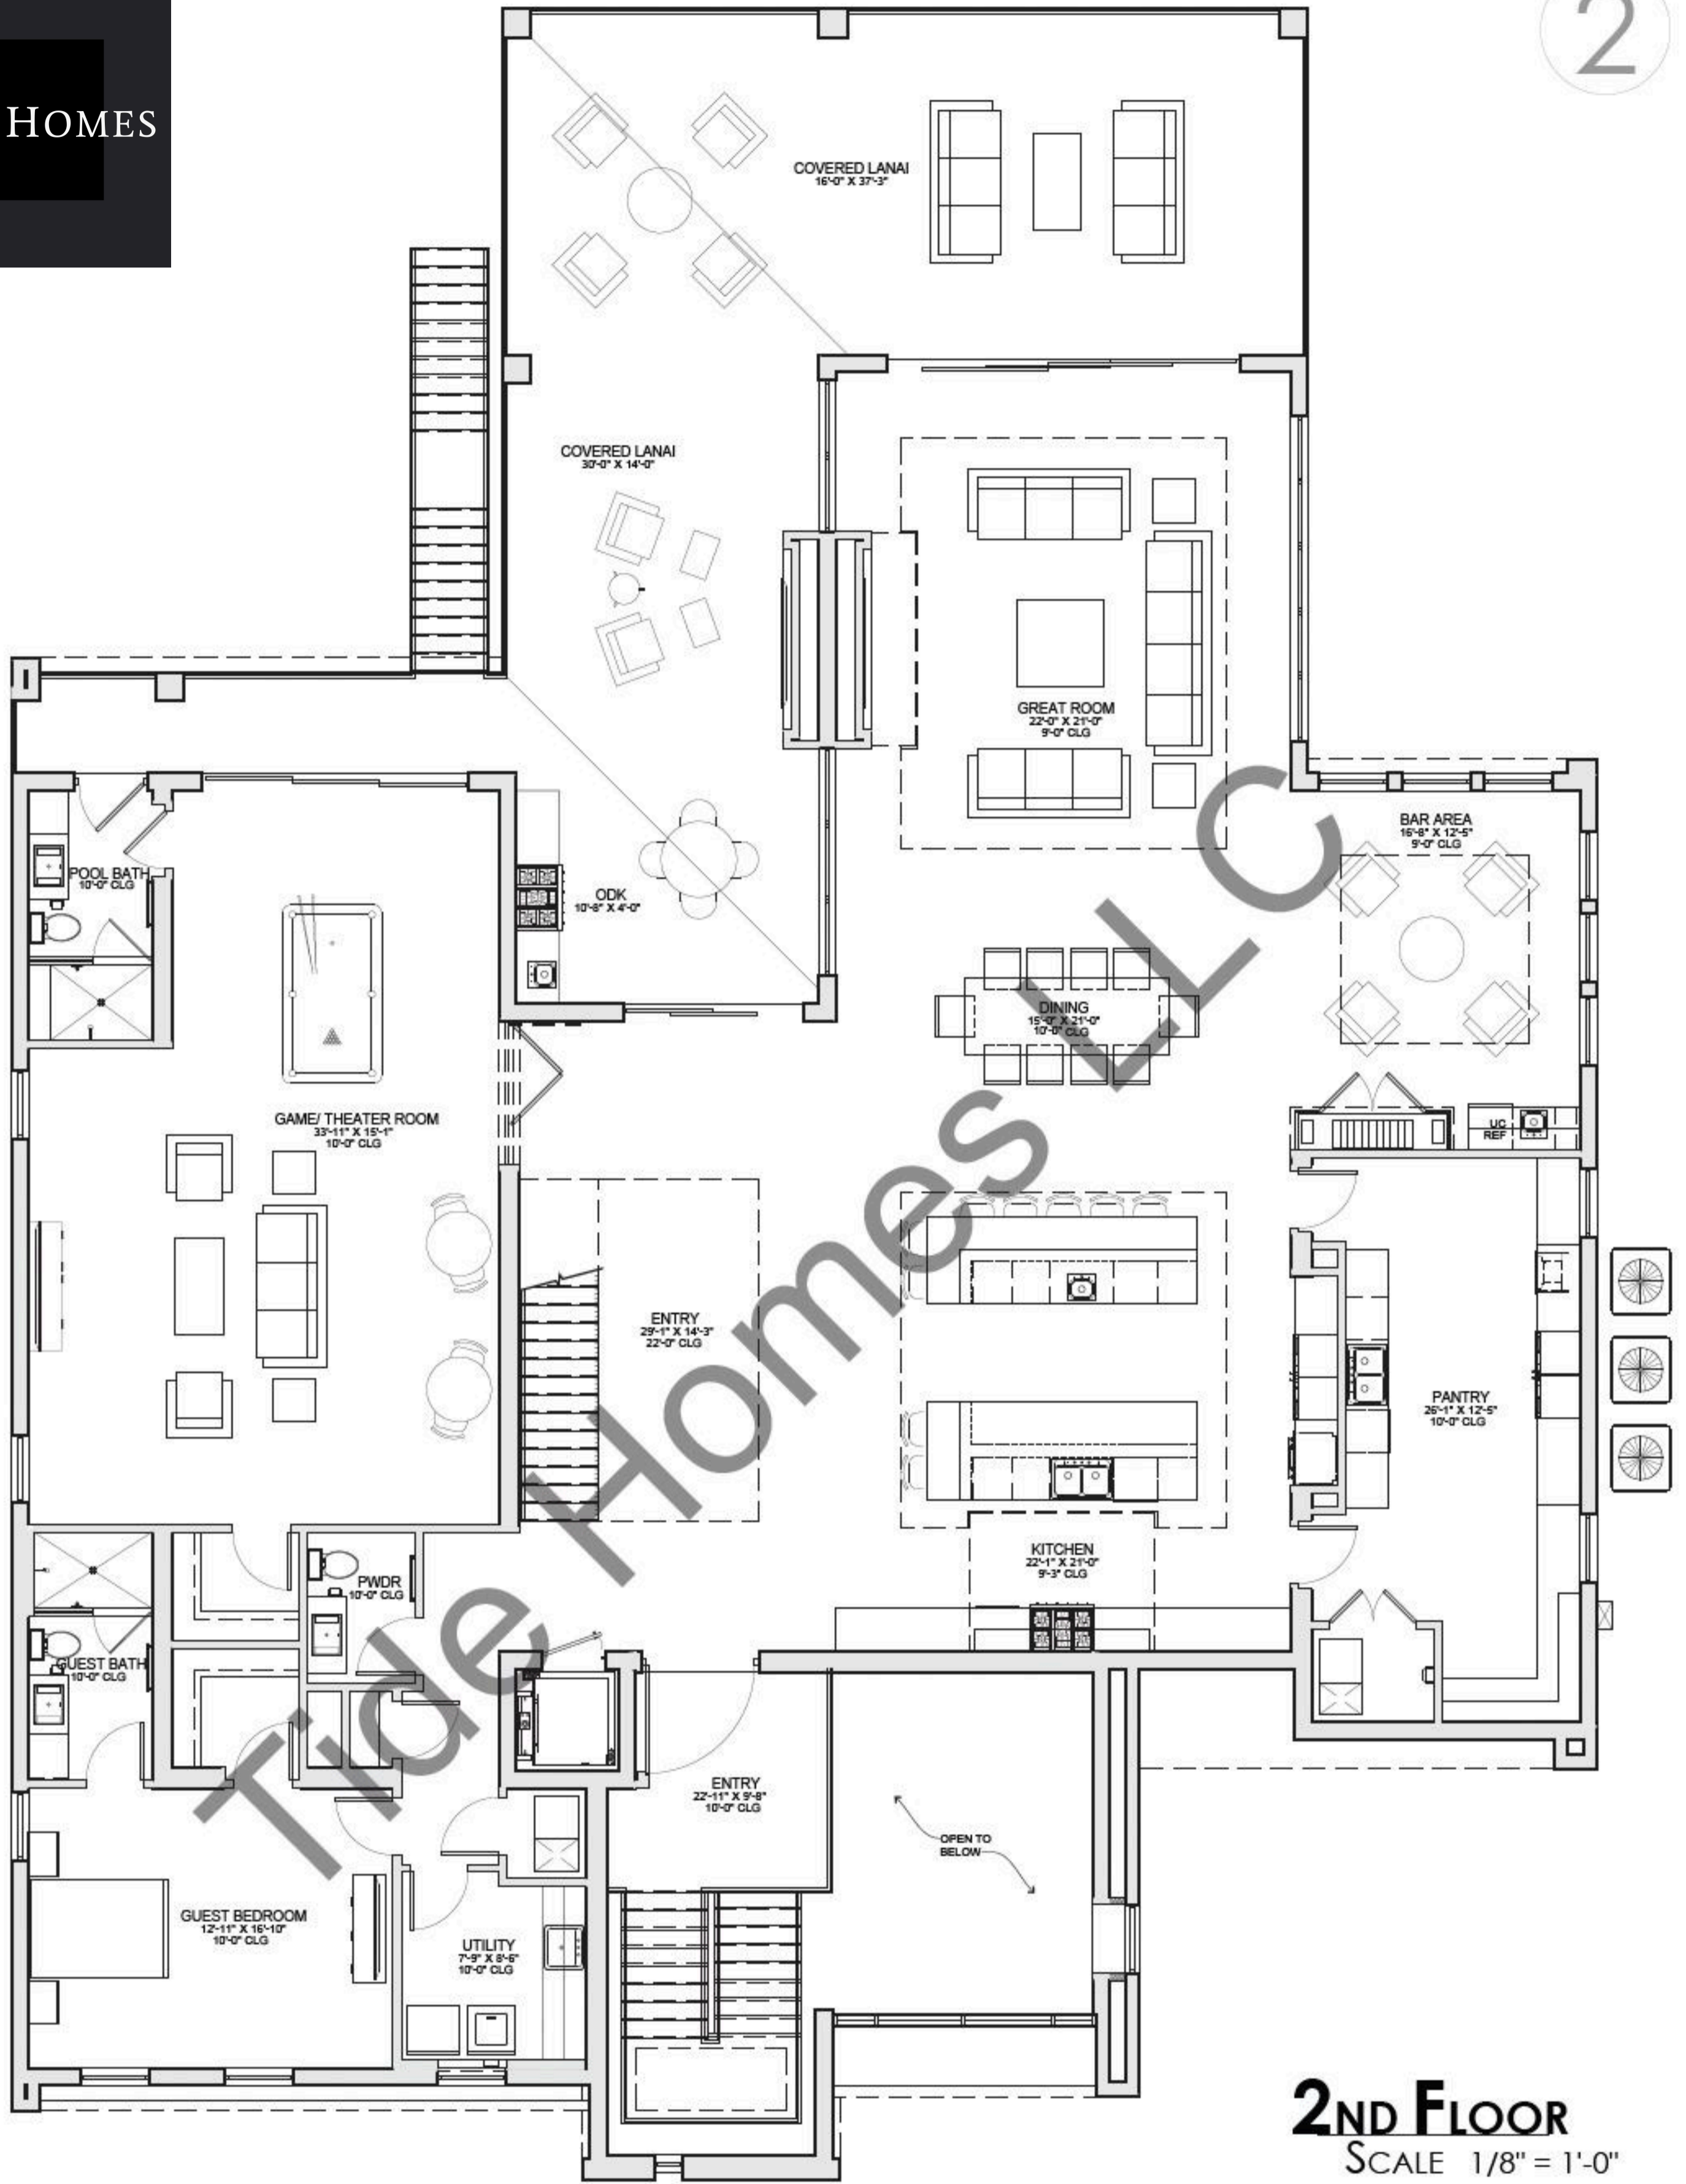 2
HOMES
COVERED LANAI
16'-0" X 37'-3"
COVERED LANAI
30'-0" X 14'-0"
GREAT ROOM
22'-0" X 21'-0"
9'-0" CLG
BAR AREA
16'-8" X 12'-5"
9'-0" CLG
POOL BATH
10'-0" CLG
ODK
10'-8" X 4'-0"
DINING
15'-0" X 21'-0"
10'-0" CLG
GAME/ THEATER ROOM
33'-11" X 15'-1"
10'-0" CLG
UC
REF
ENTRY
29'-1" X 14'-3"
22'-0" CLG
PANTRY
26'-1" X 12'-5"
10'-0" CLG
KITCHEN
22'-1" X 21'-0"
9'-3" CLG
PWDR
10'-0" CLG
GUEST BATH
10'-0" CLG
ENTRY
22'-11" X 9'-8"
10'-0" CLG
OPEN TO
BELOW
GUEST BEDROOM
12'-11" X 16'-10"
10'-0" CLG
UTILITY
7'-9" X 8'-6"
10'-0" CLG
Tide Homes LLC
2ND FLOOR
SCALE 1/8" = 1'-0"